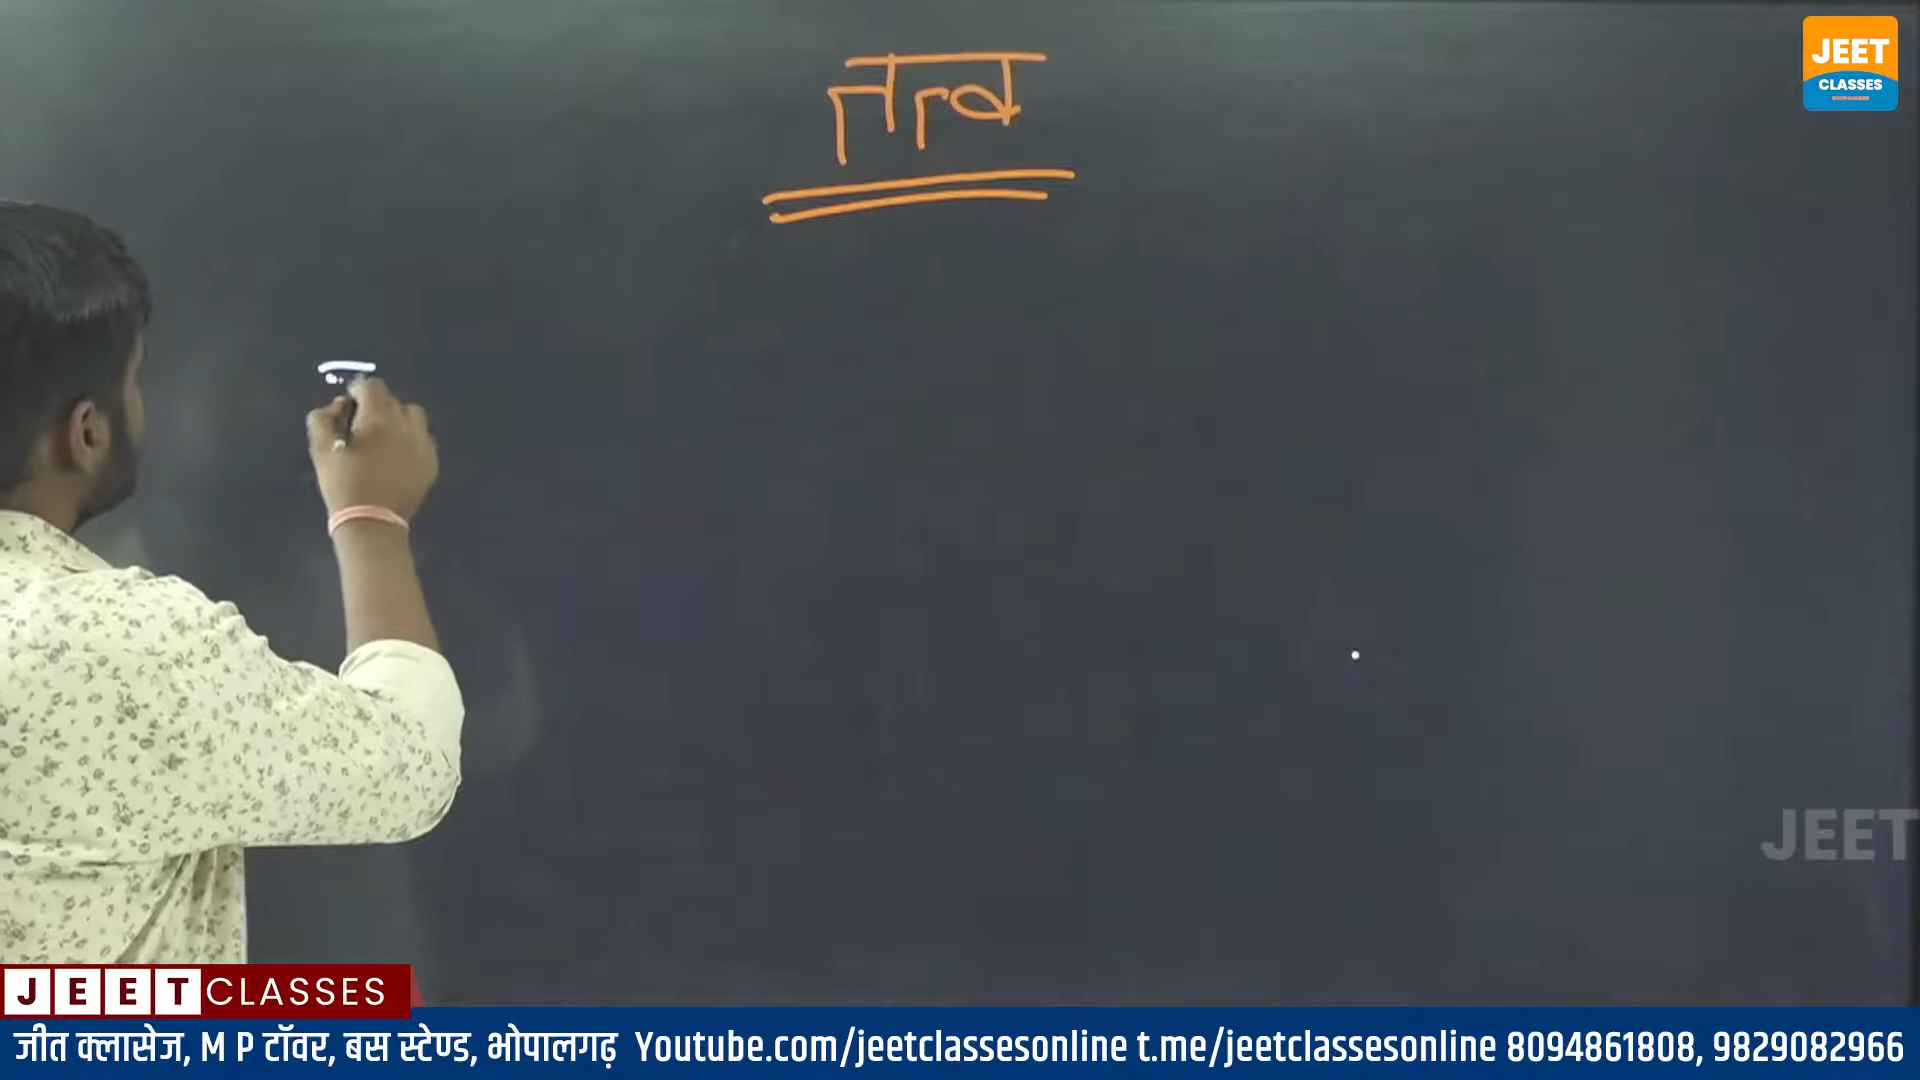 तत्व
JEET
CLASSES
JEET
JEET CLASSES
जीत क्लासेज, M P टॉवर, बस स्टेण्ड, भोपालगढ़ Youtube.com/jeetclassesonline t.me/jeetclassesonline 8094861808, 9829082966